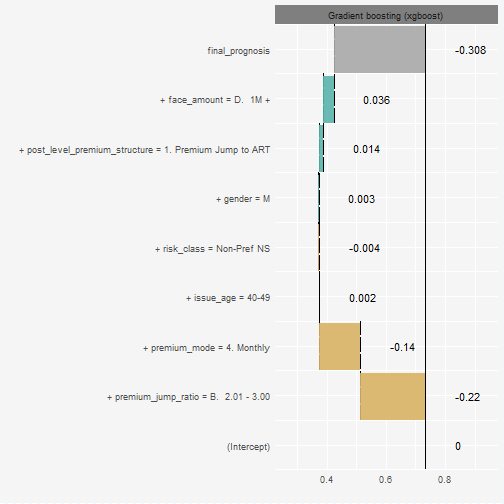 Gradient boosting (xgboost)
final_prognosis
-0.308
+ face_amount = D.  1M +
0.036
+ post_level_premium_structure = 1. Premium Jump to ART
0.014
+ gender = M
0.003
+ risk_class = Non-Pref NS
-0.004
+ issue_age = 40-49
0.002
+ premium_mode = 4. Monthly
-0.14
+ premium_jump_ratio = B.  2.01 - 3.00
-0.22
(Intercept)
0
0.4 0.6 0.8